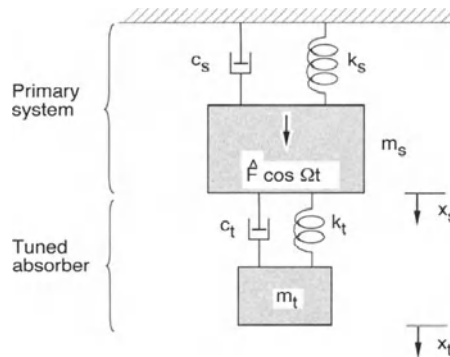 c_s
k_s
Primary
system
m_s
F̂ cos Ωt
x_s
c_t
k_t
Tuned
absorber
m_t
x_t